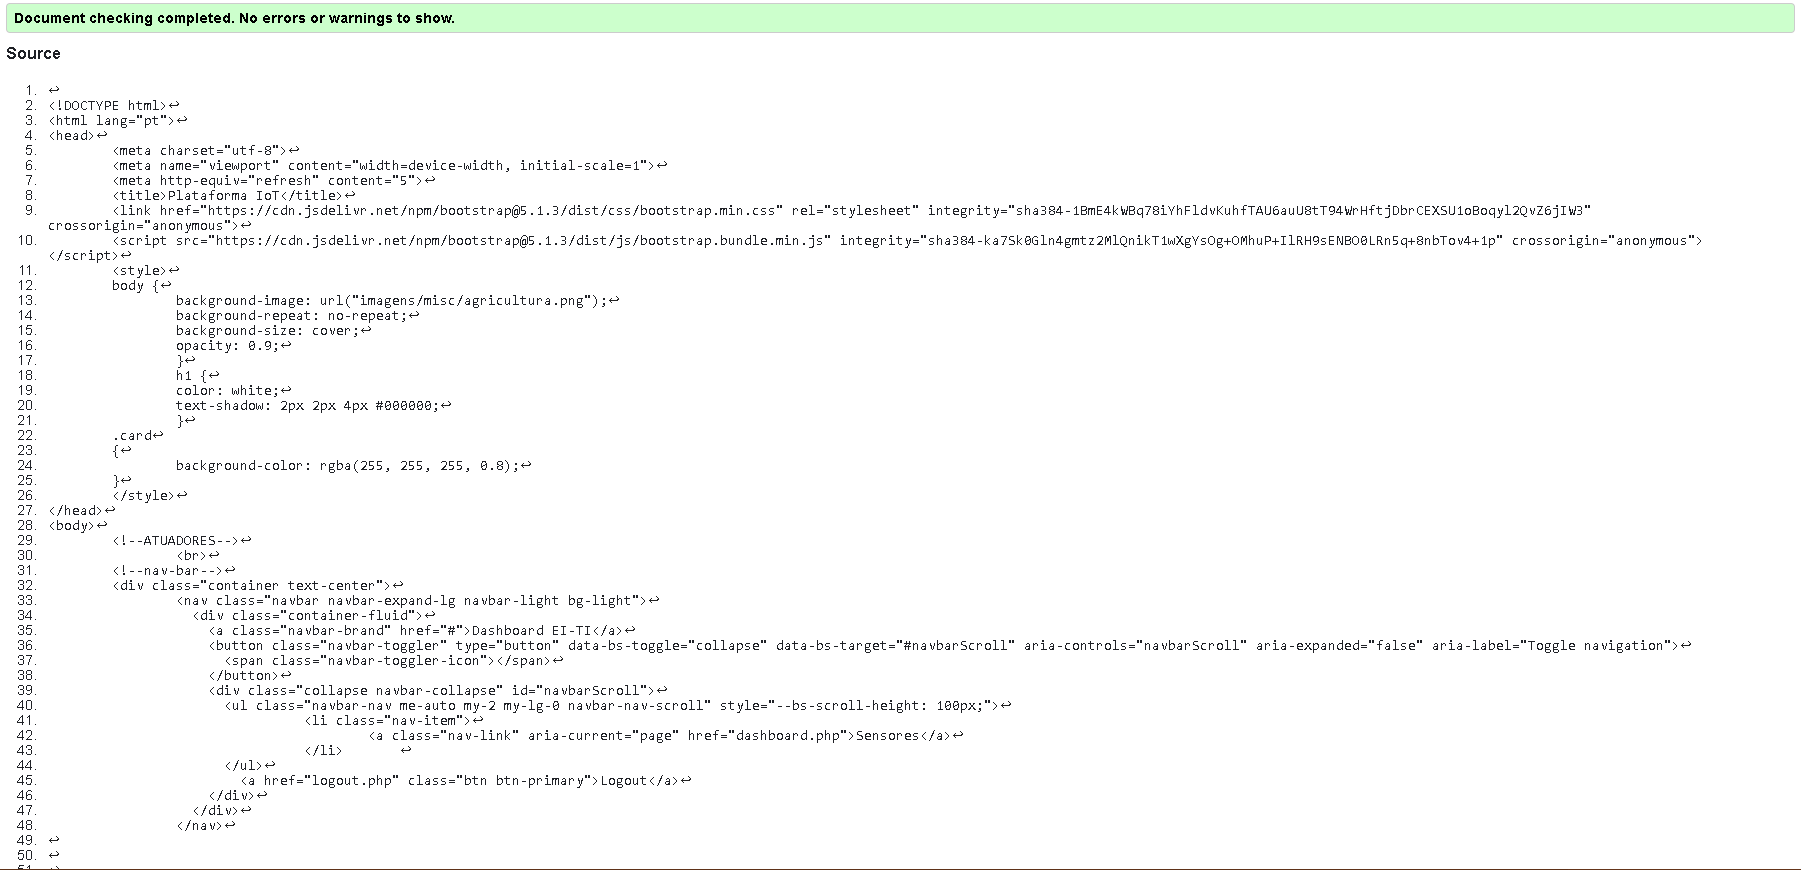 Document checking completed. No errors or warnings to show.
Source
1. ↩
2. <!DOCTYPE html>↩
3. <html lang="pt">↩
4. <head>↩
5. <meta charset="utf-8">↩
6. <meta name="viewport" content="width=device-width, initial-scale=1">↩
7. <meta http-equiv="refresh" content="5">↩
8. <title>Plataforma IoT</title>↩
9. <link href="https://cdn.jsdelivr.net/npm/bootstrap@5.1.3/dist/css/bootstrap.min.css" rel="stylesheet" integrity="sha384-1BmE4kWBq78iYhFldvKuhfTAU6auU8tT94WrHftjDbrCEXSU1oBoqyl2QvZ6jIW3"
crossorigin="anonymous">↩
10. <script src="https://cdn.jsdelivr.net/npm/bootstrap@5.1.3/dist/js/bootstrap.bundle.min.js" integrity="sha384-ka7Sk0Gln4gmtz2MlQnikT1wXgYsOg+OMhuP+IlRH9sENBO0LRn5q+8nbTov4+1p" crossorigin="anonymous">
</script>↩
11. <style>↩
12. body {↩
13. background-image: url("imagens/misc/agricultura.png");↩
14. background-repeat: no-repeat;↩
15. background-size: cover;↩
16. opacity: 0.9;↩
17. }↩
18. h1 {↩
19. color: white;↩
20. text-shadow: 2px 2px 4px #000000;↩
21. }↩
22. .card↩
23. {↩
24. background-color: rgba(255, 255, 255, 0.8);↩
25. }↩
26. </style>↩
27. </head>↩
28. <body>↩
29. <!--ATUADORES-->↩
30. <br>↩
31. <!--nav-bar-->↩
32. <div class="container text-center">↩
33. <nav class="navbar navbar-expand-lg navbar-light bg-light">↩
34. <div class="container-fluid">↩
35. <a class="navbar-brand" href="#">Dashboard EI-TI</a>↩
36. <button class="navbar-toggler" type="button" data-bs-toggle="collapse" data-bs-target="#navbarScroll" aria-controls="navbarScroll" aria-expanded="false" aria-label="Toggle navigation">↩
37. <span class="navbar-toggler-icon"></span>↩
38. </button>↩
39. <div class="collapse navbar-collapse" id="navbarScroll">↩
40. <ul class="navbar-nav me-auto my-2 my-lg-0 navbar-nav-scroll" style="--bs-scroll-height: 100px;">↩
41. <li class="nav-item">↩
42. <a class="nav-link" aria-current="page" href="dashboard.php">Sensores</a>↩
43. </li> ↩
44. </ul>↩
45. <a href="logout.php" class="btn btn-primary">Logout</a>↩
46. </div>↩
47. </div>↩
48. </nav>↩
49. ↩
50. ↩